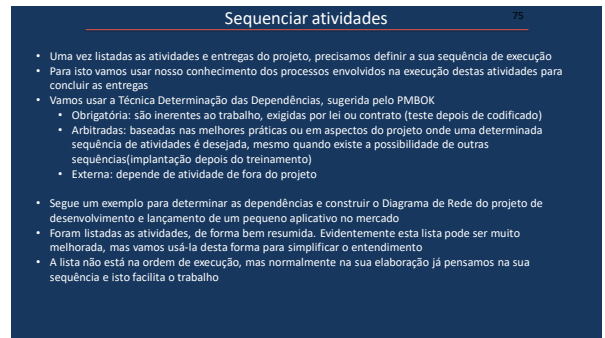 Sequenciar atividades
75
• Uma vez listadas as atividades e entregas do projeto, precisamos definir a sua sequência de execução
• Para isto vamos usar nosso conhecimento dos processos envolvidos na execução destas atividades para
concluir as entregas
• Vamos usar a Técnica Determinação das Dependências, sugerida pelo PMBOK
• Obrigatória: são inerentes ao trabalho, exigidas por lei ou contrato (teste depois de codificado)
• Arbitradas: baseadas nas melhores práticas ou em aspectos do projeto onde uma determinada
sequência de atividades é desejada, mesmo quando existe a possibilidade de outras
sequências(implantação depois do treinamento)
• Externa: depende de atividade de fora do projeto
• Segue um exemplo para determinar as dependências e construir o Diagrama de Rede do projeto de
desenvolvimento e lançamento de um pequeno aplicativo no mercado
• Foram listadas as atividades, de forma bem resumida. Evidentemente esta lista pode ser muito
melhorada, mas vamos usá-la desta forma para simplificar o entendimento
• A lista não está na ordem de execução, mas normalmente na sua elaboração já pensamos na sua
sequência e isto facilita o trabalho